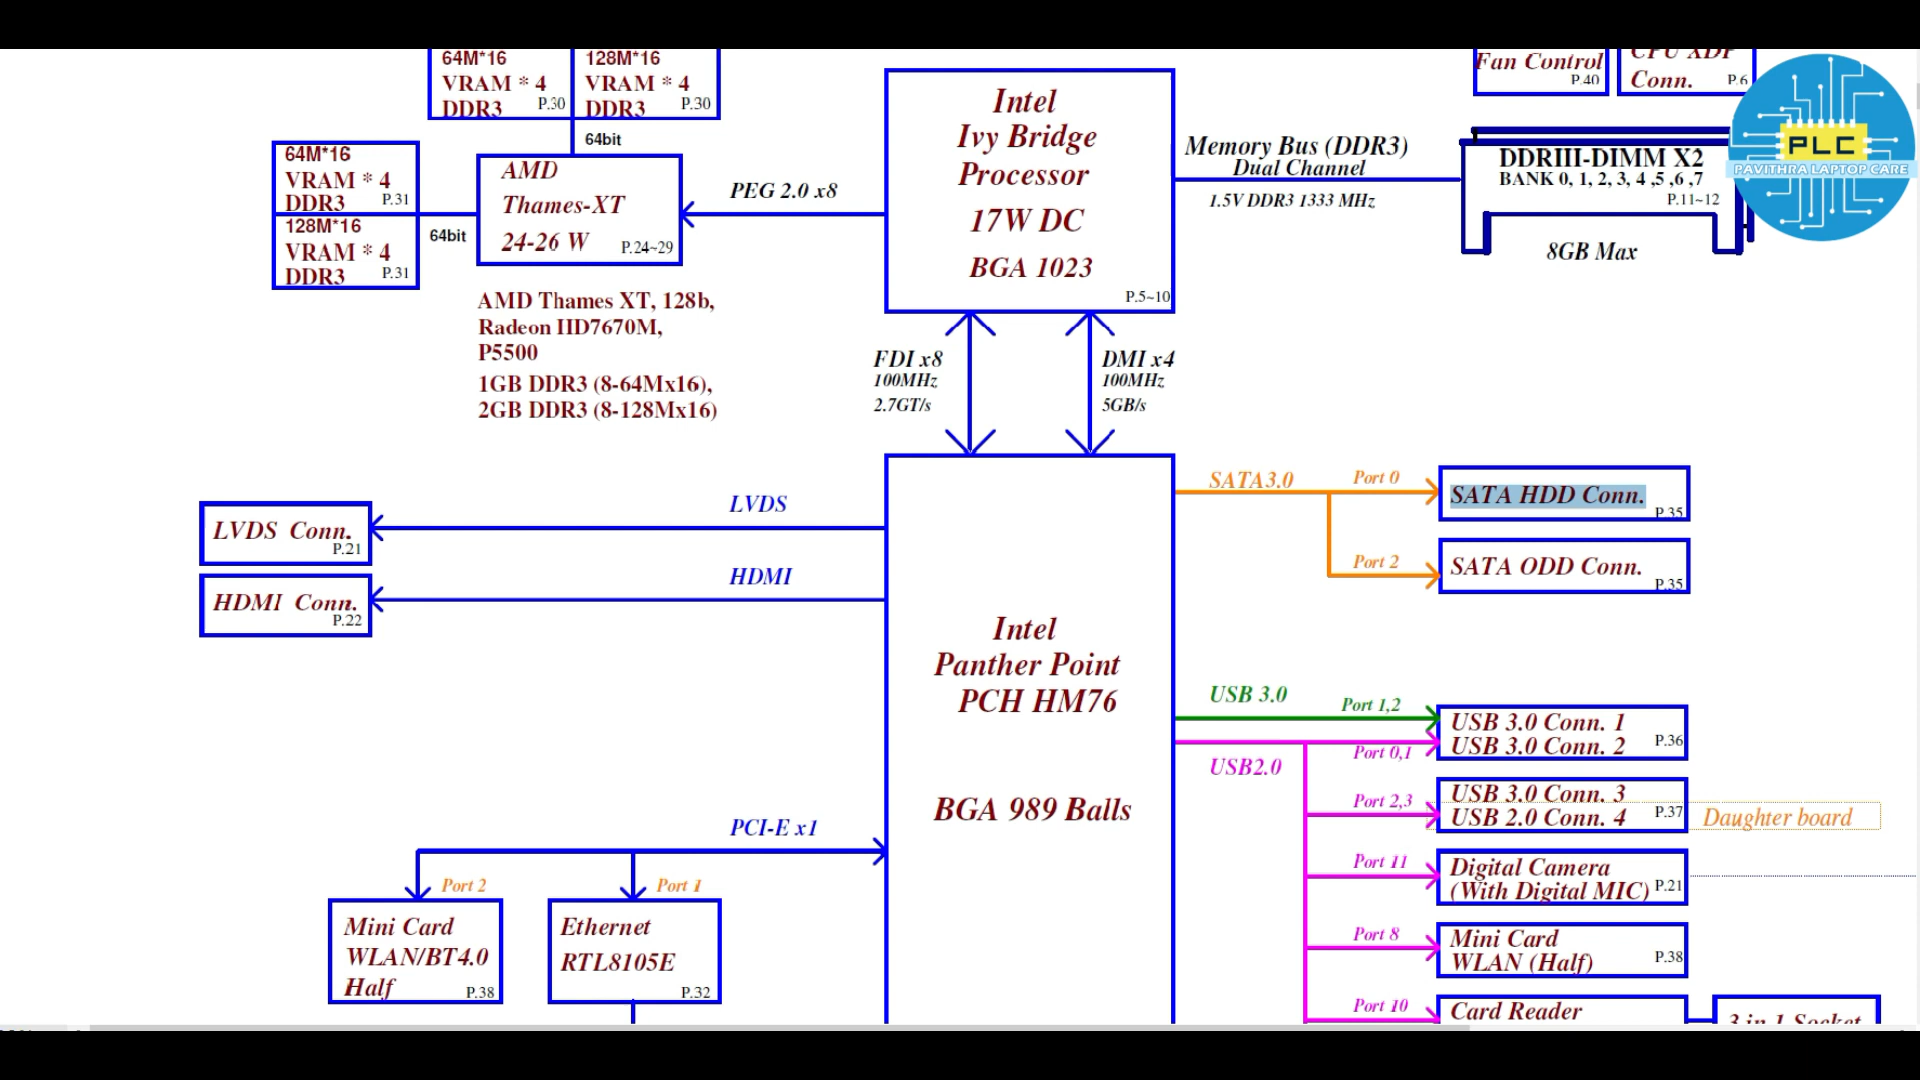 64M*16
VRAM * 4
DDR3
P.30
128M*16
VRAM * 4
DDR3
P.30
64bit
64M*16
VRAM * 4
DDR3
P.31
128M*16
VRAM * 4
DDR3
P.31
64bit
AMD
Thames-XT
24-26 W
P.24~29
PEG 2.0 x8
AMD Thames XT, 128b,
Radeon HD7670M,
P5500
1GB DDR3 (8-64Mx16),
2GB DDR3 (8-128Mx16)
Intel
Ivy Bridge
Processor
17W DC
BGA 1023
P.5~10
Memory Bus (DDR3)
Dual Channel
1.5V DDR3 1333 MHz
Fan Control
P.40
CPU XDP
Conn.
P.6
DDRIII-DIMM X2
BANK 0, 1, 2, 3, 4 ,5 ,6 ,7
P.11~12
8GB Max
PLC
PAVITHRA LAPTOP CARE
FDI x8
100MHz
2.7GT/s
DMI x4
100MHz
5GB/s
LVDS
LVDS Conn.
P.21
HDMI
HDMI Conn.
P.22
Intel
Panther Point
PCH HM76
BGA 989 Balls
SATA3.0
Port 0
SATA HDD Conn.
P.35
Port 2
SATA ODD Conn.
P.35
USB 3.0
Port 1,2
USB 3.0 Conn. 1
USB 3.0 Conn. 2
P.36
Port 0,1
USB2.0
Port 2,3
USB 3.0 Conn. 3
USB 2.0 Conn. 4
P.37
Daughter board
Port 11
Digital Camera
(With Digital MIC)
P.21
Port 8
Mini Card
WLAN (Half)
P.38
Port 10
Card Reader
3 in 1 Socket
PCI-E x1
Port 2
Mini Card
WLAN/BT4.0
Half
P.38
Port 1
Ethernet
RTL8105E
P.32